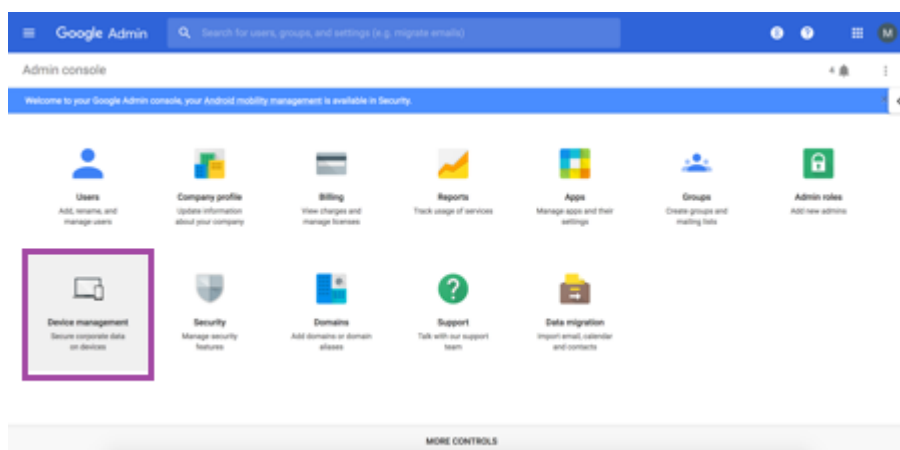 Google Admin
Search for users, groups, and settings (e.g. migrate emails)
M
Admin console
4
Welcome to your Google Admin console, your Android mobility management is available in Security.
Users
Add, rename, and
manage users
Company profile
Update information
about your company
Billing
View charges and
manage licenses
Reports
Track usage of services
Apps
Manage apps and their
settings
Groups
Create groups and
mailing lists
Admin roles
Add new admins
Device management
Secure corporate data
on devices
Security
Manage security
features
Domains
Add domains or domain
aliases
Support
Talk with our support
team
Data migration
Import email, calendar
and contacts
MORE CONTROLS